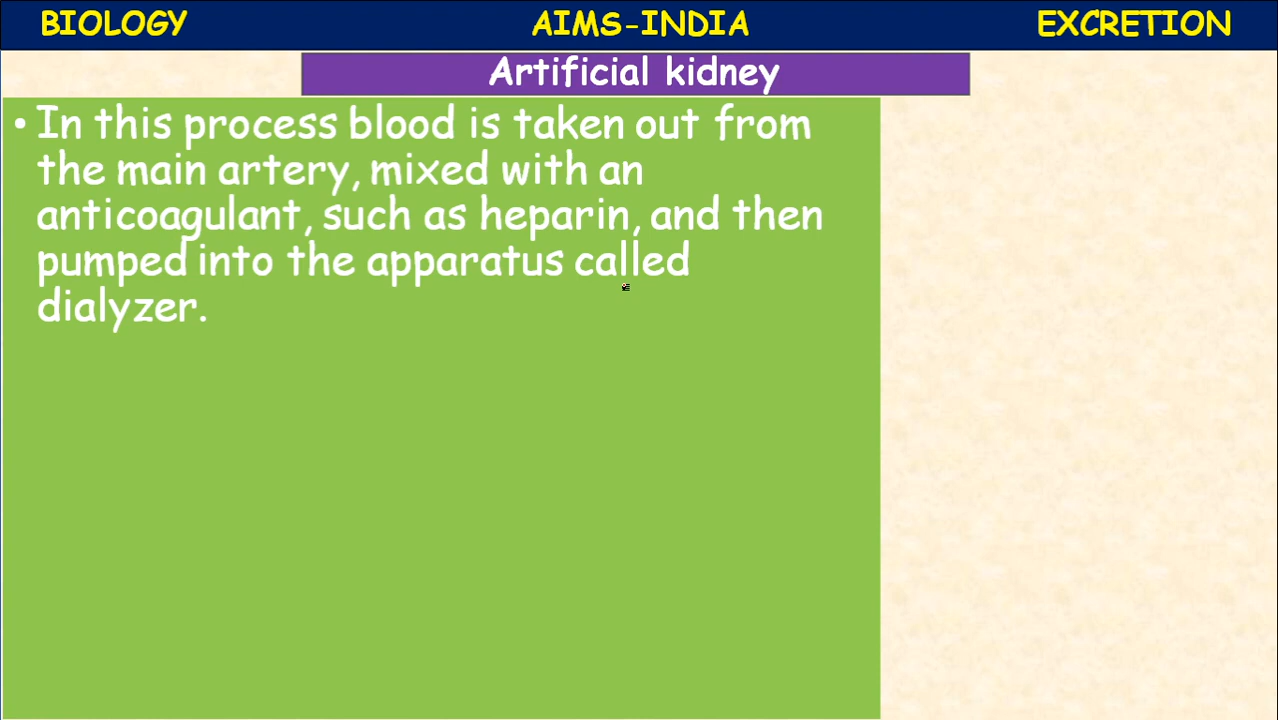 BIOLOGY AIMS-INDIA EXCRETION
Artificial kidney
• In this process blood is taken out from
the main artery, mixed with an
anticoagulant, such as heparin, and then
pumped into the apparatus called
dialyzer.